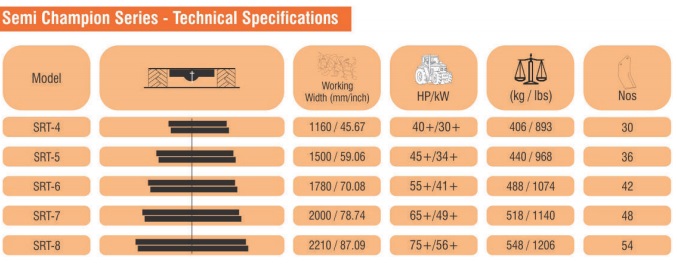 Semi Champion Series - Technical Specifications
Model Working Width (mm/inch) HP/kW (kg / lbs) Nos
SRT-4 1160 / 45.67 40+/30+ 406 / 893 30
SRT-5 1500 / 59.06 45+/34+ 440 / 968 36
SRT-6 1780 / 70.08 55+/41+ 488 / 1074 42
SRT-7 2000 / 78.74 65+/49+ 518 / 1140 48
SRT-8 2210 / 87.09 75+/56+ 548 / 1206 54